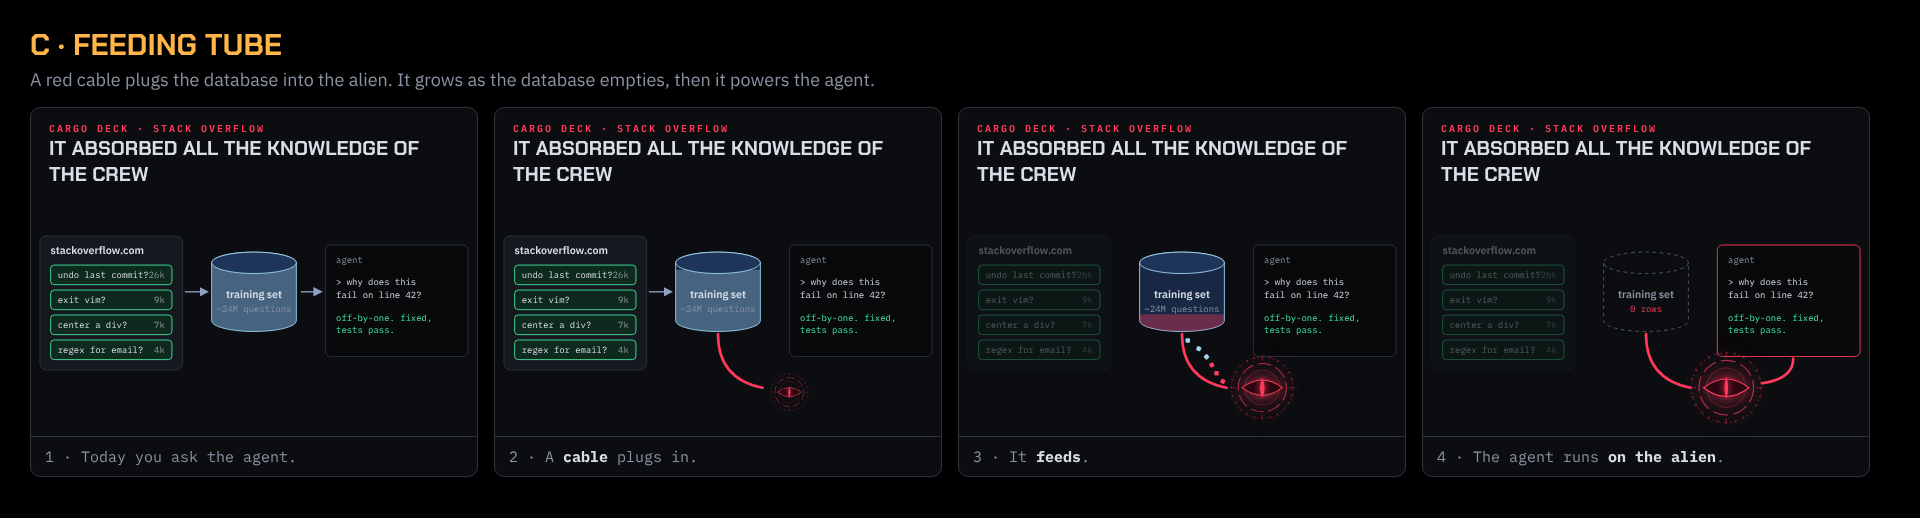 C · FEEDING TUBE
A red cable plugs the database into the alien. It grows as the database empties, then it powers the agent.
CARGO DECK · STACK OVERFLOW
IT ABSORBED ALL THE KNOWLEDGE OF
THE CREW
stackoverflow.com
undo last commit? 26k
exit vim? 9k
center a div? 7k
regex for email? 4k
training set
~24M questions
agent
> why does this
fail on line 42?
off-by-one. fixed,
tests pass.
1 · Today you ask the agent.
CARGO DECK · STACK OVERFLOW
IT ABSORBED ALL THE KNOWLEDGE OF
THE CREW
stackoverflow.com
undo last commit? 26k
exit vim? 9k
center a div? 7k
regex for email? 4k
training set
~24M questions
agent
> why does this
fail on line 42?
off-by-one. fixed,
tests pass.
2 · A cable plugs in.
CARGO DECK · STACK OVERFLOW
IT ABSORBED ALL THE KNOWLEDGE OF
THE CREW
stackoverflow.com
undo last commit? 26k
exit vim? 9k
center a div? 7k
regex for email? 4k
training set
~24M questions
agent
> why does this
fail on line 42?
off-by-one. fixed,
tests pass.
3 · It feeds.
CARGO DECK · STACK OVERFLOW
IT ABSORBED ALL THE KNOWLEDGE OF
THE CREW
stackoverflow.com
undo last commit? 26k
exit vim? 9k
center a div? 7k
regex for email? 4k
training set
0 rows
agent
> why does this
fail on line 42?
off-by-one. fixed,
tests pass.
4 · The agent runs on the alien.